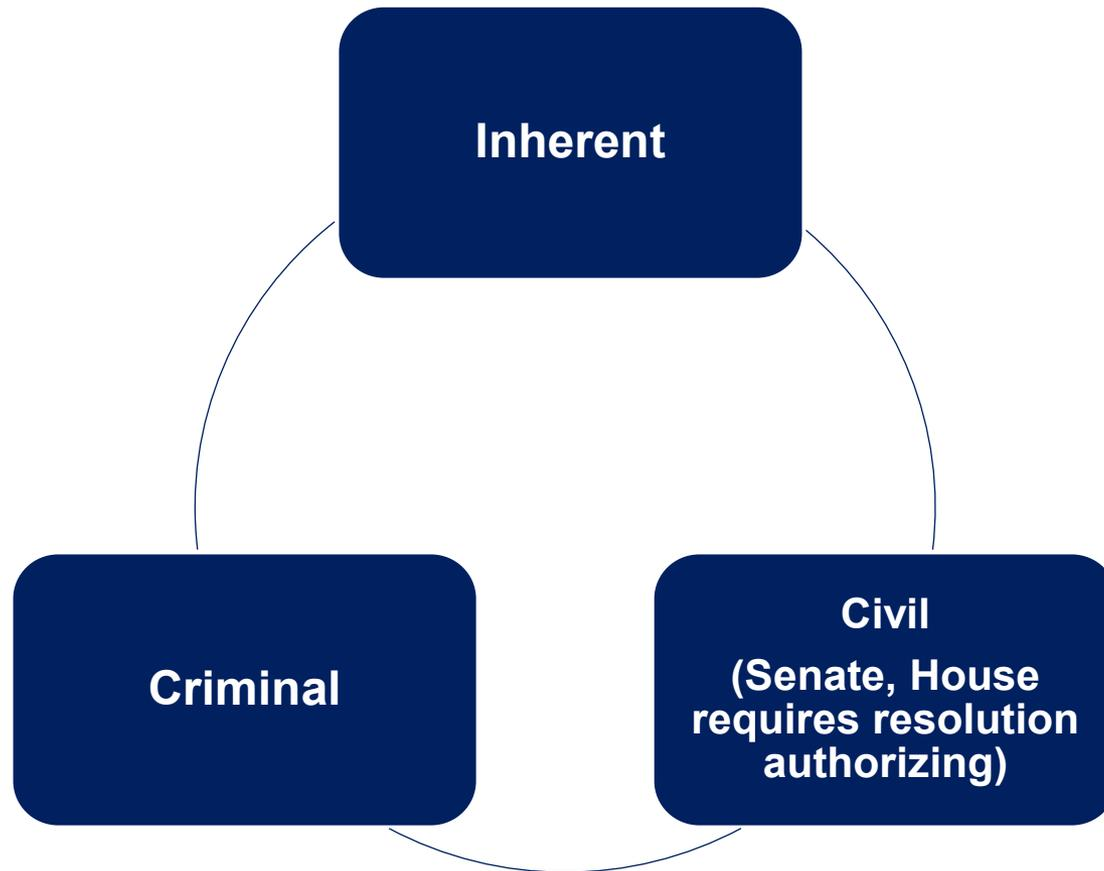 Inherent
Criminal
Civil
(Senate, House
requires resolution
authorizing)